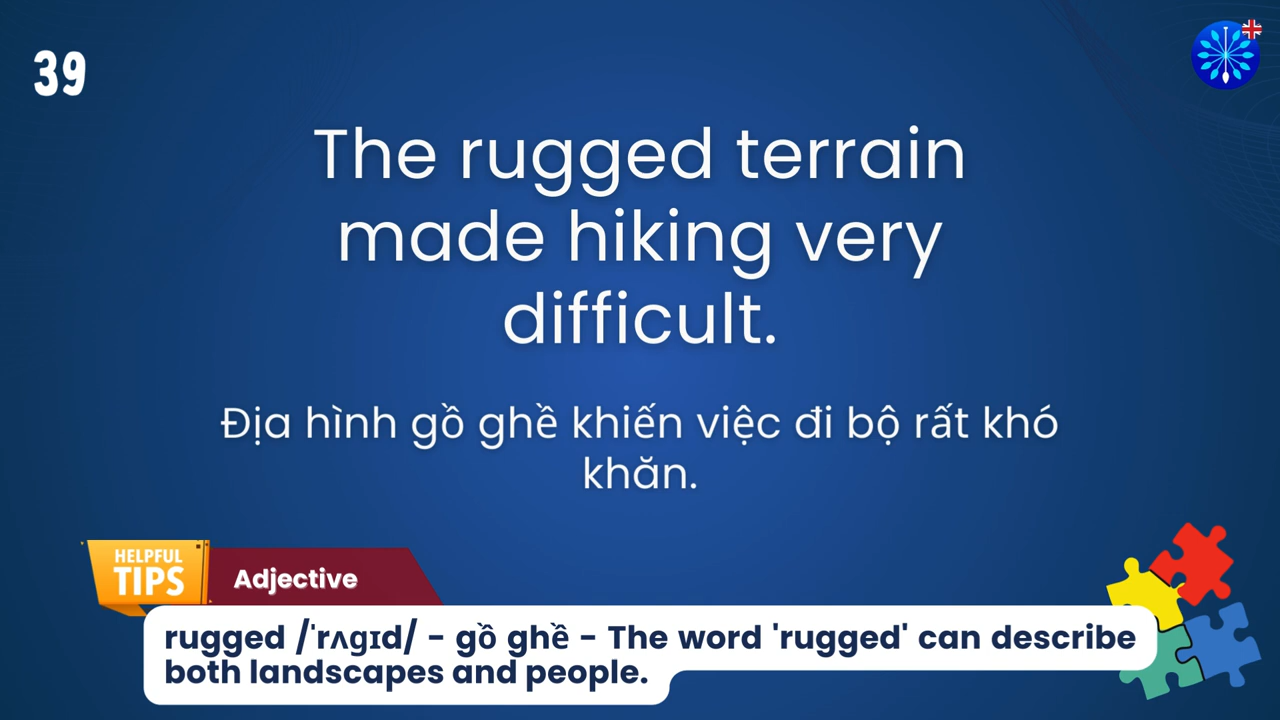 39
The rugged terrain
made hiking very
difficult.
Địa hình gồ ghề khiến việc đi bộ rất khó
khăn.
HELPFUL
TIPS
Adjective
rugged /ˈrʌɡɪd/ - gồ ghề - The word 'rugged' can describe
both landscapes and people.